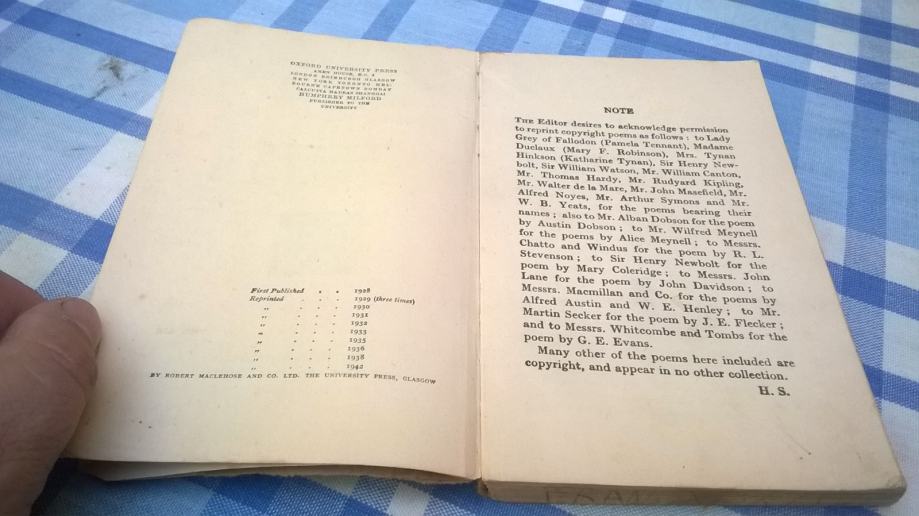 OXFORD UNIVERSITY PRESS
AMEN HOUSE, E.C. 4
LONDON EDINBURGH GLASGOW
NEW YORK TORONTO MELBOURNE CAPETOWN BOMBAY
CALCUTTA MADRAS SHANGHAI
HUMPHREY MILFORD
PUBLISHER TO THE
UNIVERSITY
First Published . . 1928
Reprinted . . . 1929 (three times)
„ . . . 1930
„ . . . 1931
„ . . . 1932
„ . . . 1933
„ . . . 1935
„ . . . 1936
„ . . . 1938
„ . . . 1942
BY ROBERT MACLEHOSE AND CO. LTD. THE UNIVERSITY PRESS, GLASGOW
NOTE
THE Editor desires to acknowledge permission
to reprint copyright poems as follows : to Lady
Grey of Fallodon (Pamela Tennant), Madame
Duclaux (Mary F. Robinson), Mrs. Tynan
Hinkson (Katharine Tynan), Sir Henry New-
bolt, Sir William Watson, Mr. William Canton,
Mr. Thomas Hardy, Mr. Rudyard Kipling,
Mr. Walter de la Mare, Mr. John Masefield, Mr.
Alfred Noyes, Mr. Arthur Symons and Mr.
W. B. Yeats, for the poems bearing their
names ; also to Mr. Alban Dobson for the poem
by Austin Dobson ; to Mr. Wilfred Meynell
for the poems by Alice Meynell ; to Messrs.
Chatto and Windus for the poem by R. L.
Stevenson ; to Sir Henry Newbolt for the
poem by Mary Coleridge ; to Messrs. John
Lane for the poem by John Davidson ; to
Messrs. Macmillan and Co. for the poems by
Alfred Austin and W. E. Henley ; to Mr.
Martin Secker for the poem by J. E. Flecker ;
and to Messrs. Whitcombe and Tombs for the
poem by G. E. Evans.
Many other of the poems here included are
copyright, and appear in no other collection.
H. S.